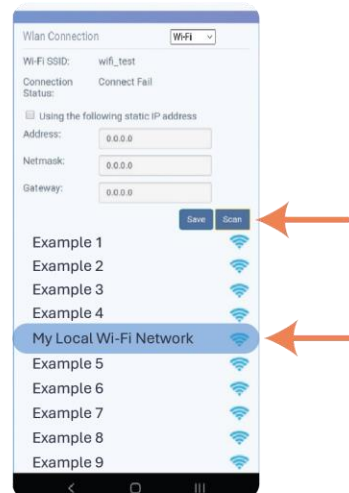 Wlan Connection Wi-Fi
Wi-Fi SSID: wifi_test
Connection Status: Connect Fail
Using the following static IP address
Address: 0.0.0.0
Netmask: 0.0.0.0
Gateway: 0.0.0.0
Save Scan
Example 1
Example 2
Example 3
Example 4
My Local Wi-Fi Network
Example 5
Example 6
Example 7
Example 8
Example 9